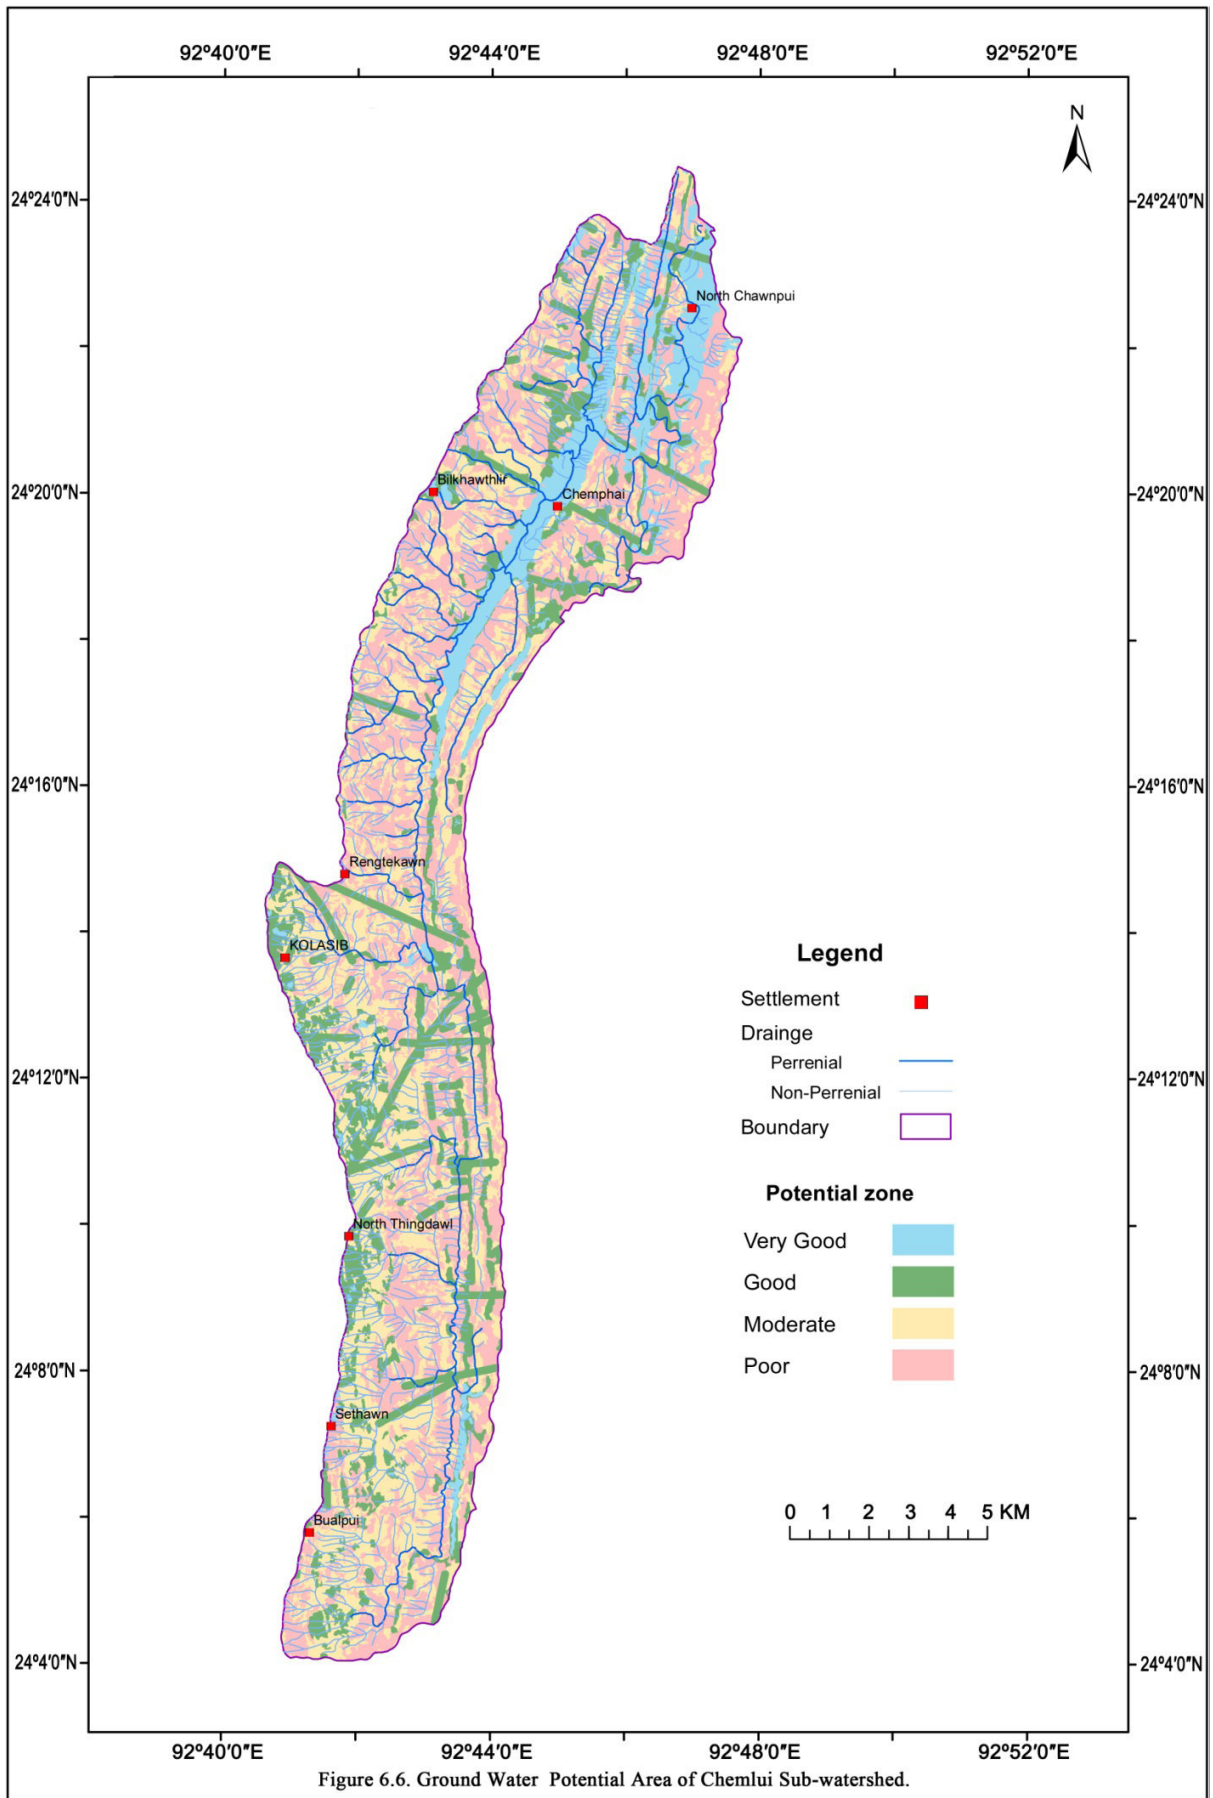 92°40'0"E 92°44'0"E 92°48'0"E 92°52'0"E
N
24°24'0"N 24°24'0"N
North Chawnpui
24°20'0"N 24°20'0"N
Bilkhawthlir
Chemphai
24°16'0"N 24°16'0"N
Rengtekawn
KOLASIB
Legend
Settlement
Drainge
Perrenial
Non-Perrenial
Boundary
24°12'0"N 24°12'0"N
Potential zone
Very Good
Good
Moderate
Poor
North Thingdawl
24°8'0"N 24°8'0"N
Sethawn
Bualpui
0 1 2 3 4 5 KM
24°4'0"N 24°4'0"N
92°40'0"E 92°44'0"E 92°48'0"E 92°52'0"E
Figure 6.6. Ground Water Potential Area of Chemlui Sub-watershed.